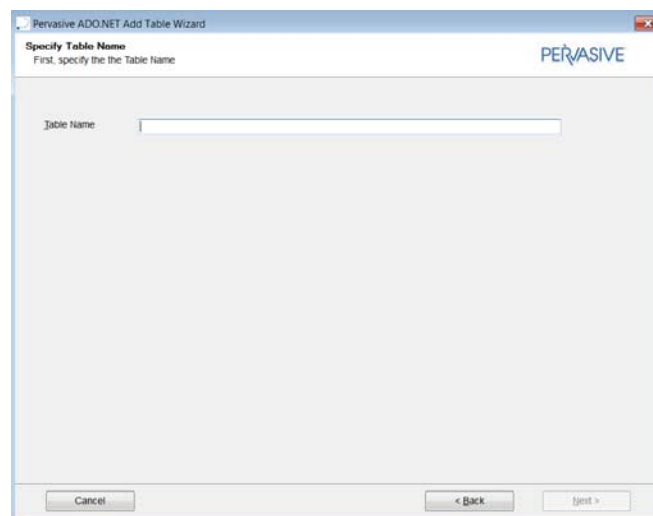 Pervasive ADO.NET Add Table Wizard
Specify Table Name
First, specify the the Table Name
PERVASIVE
Table Name
Cancel
< Back
Next >